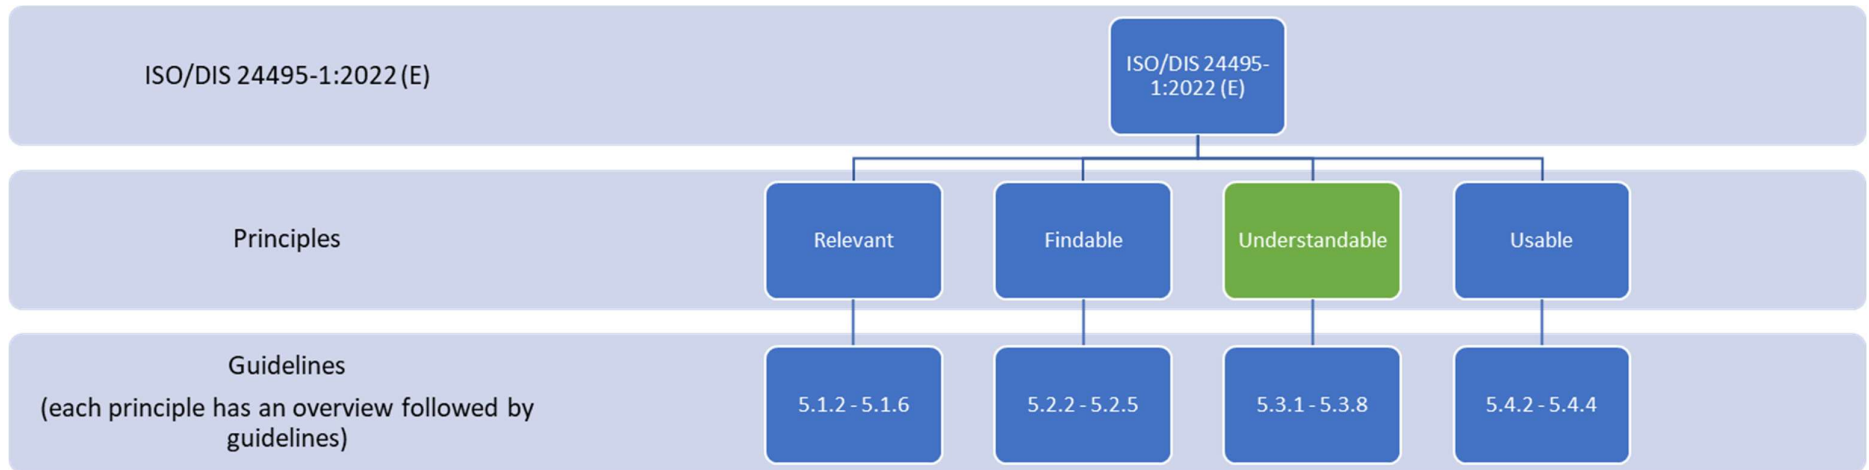 ISO/DIS 24495-1:2022 (E)
ISO/DIS 24495-
1:2022 (E)
Principles
Relevant
Findable
Understandable
Usable
Guidelines
(each principle has an overview followed by
guidelines)
5.1.2 - 5.1.6
5.2.2 - 5.2.5
5.3.1 - 5.3.8
5.4.2 - 5.4.4